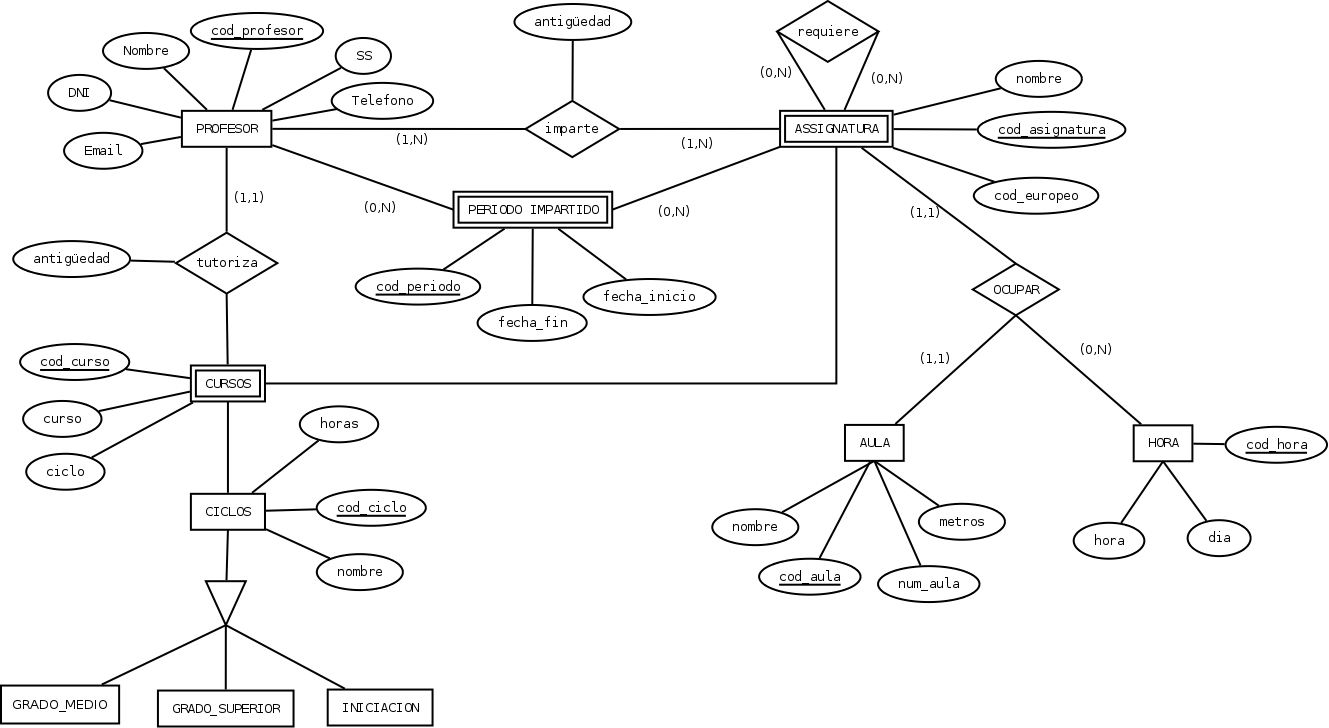 antigüedad
cod_profesor
requiere
Nombre
SS
(0,N)
(0,N)
nombre
DNI
Telefono
PROFESOR
imparte
ASSIGNATURA
cod_asignatura
(1,N)
(1,N)
Email
(1,1)
cod_europeo
(0,N)
PERIODO IMPARTIDO
(0,N)
(1,1)
antigüedad
tutoriza
cod_periodo
fecha_inicio
OCUPAR
fecha_fin
(1,1)
(0,N)
cod_curso
CURSOS
curso
horas
AULA
HORA
cod_hora
ciclo
CICLOS
cod_ciclo
nombre
metros
hora
dia
nombre
cod_aula
num_aula
GRADO_MEDIO
GRADO_SUPERIOR
INICIACION